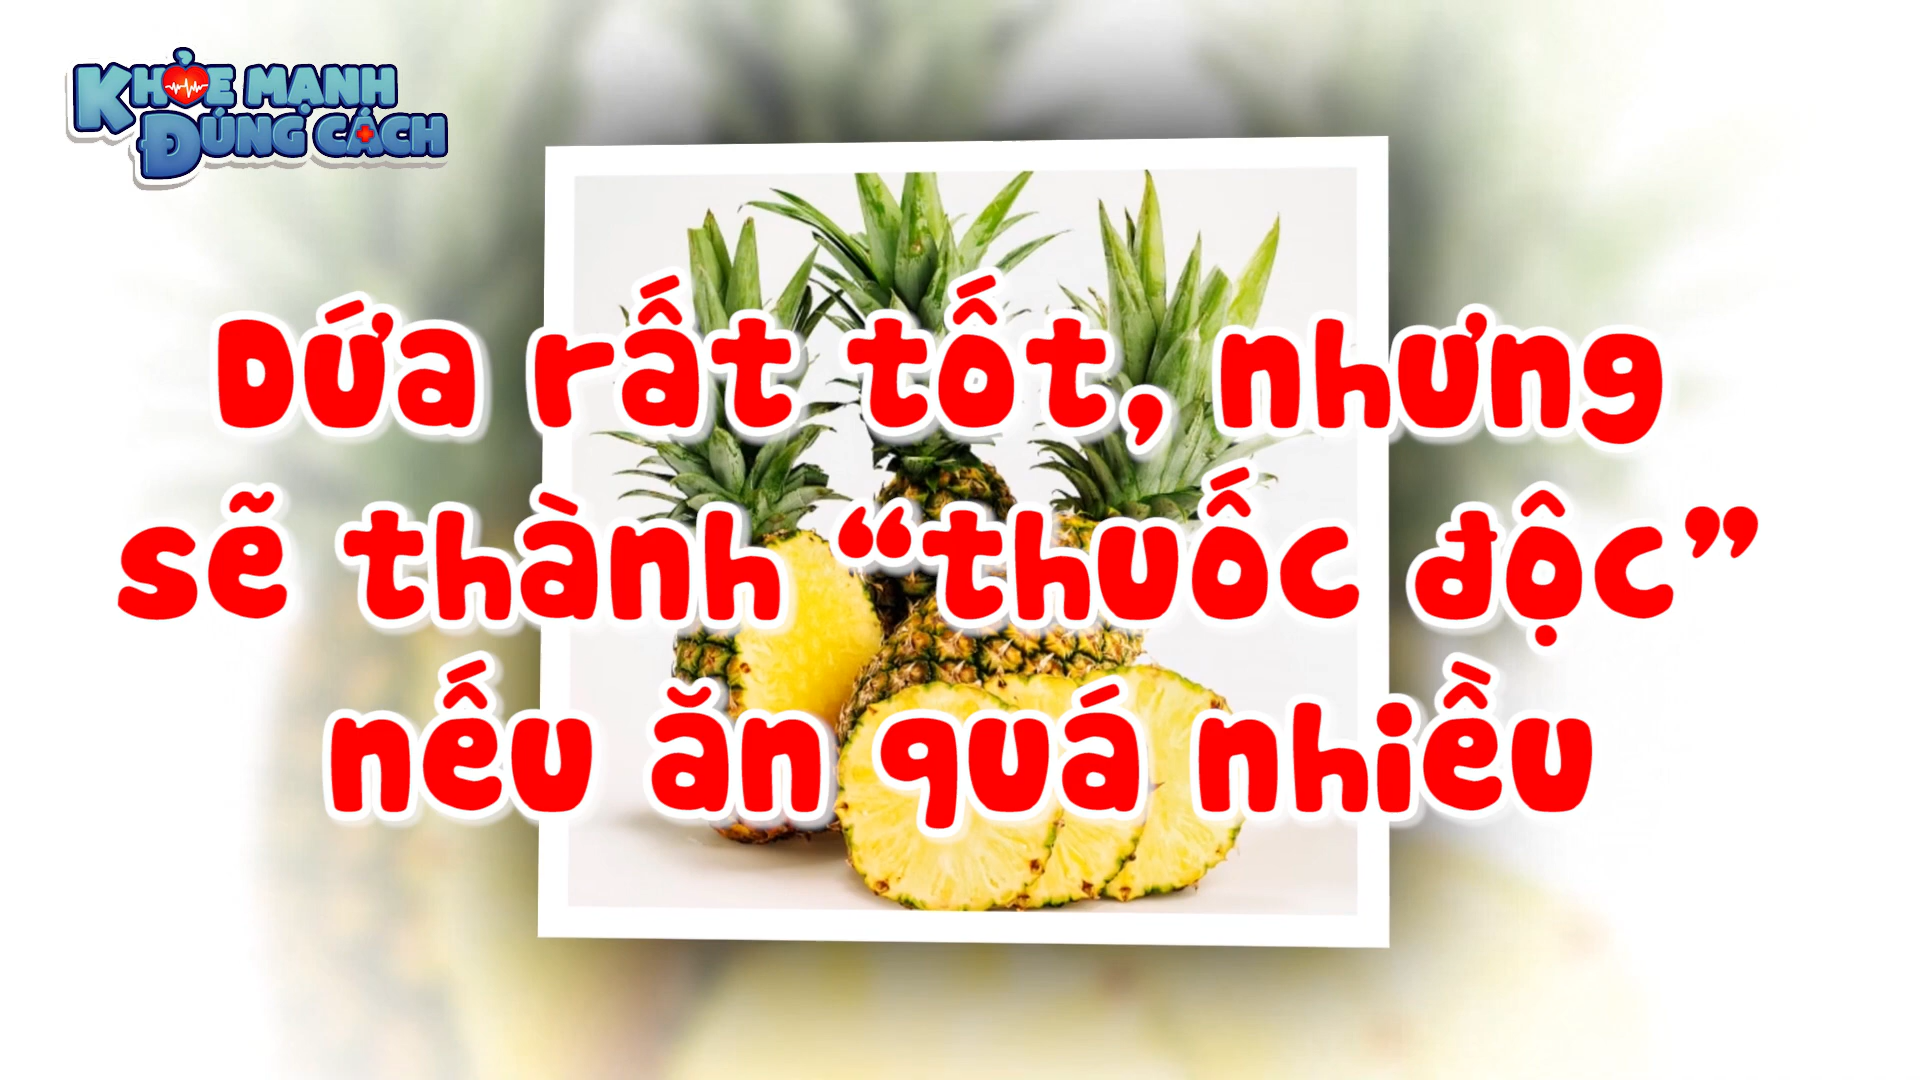 KHỎE MẠNH
ĐÚNG CÁCH
Dứa rất tốt, nhưng
sẽ thành “thuốc độc”
nếu ăn quá nhiều